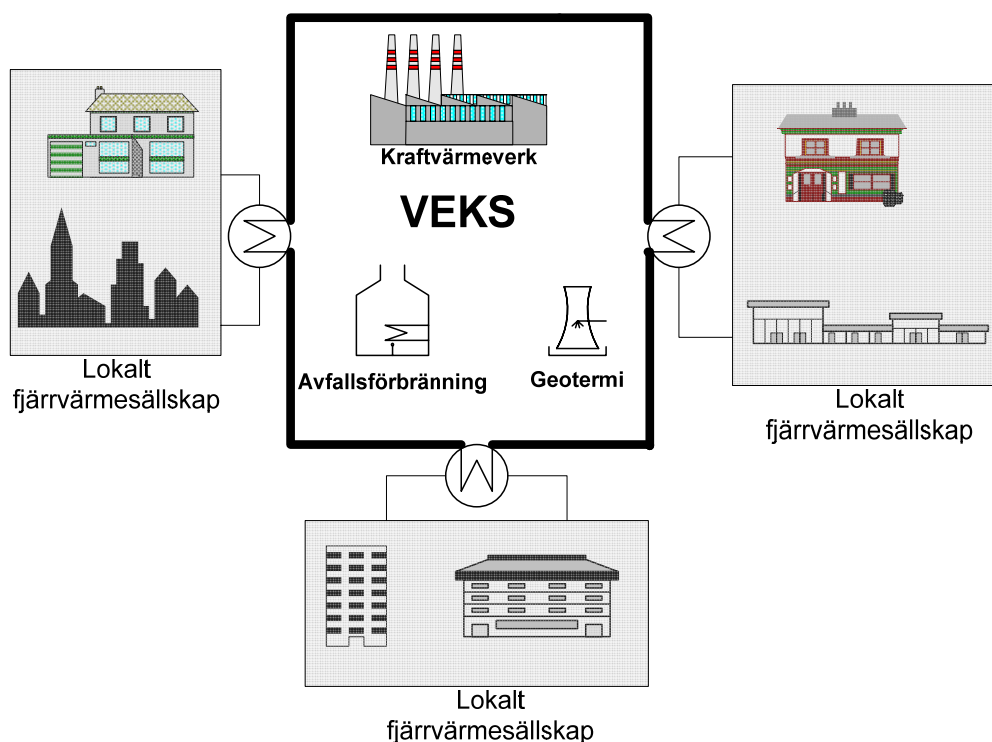 Kraftvärmeverk
VEKS
Avfallsförbränning
Geotermi
Lokalt
fjärrvärmesällskap
Lokalt
fjärrvärmesällskap
Lokalt
fjärrvärmesällskap